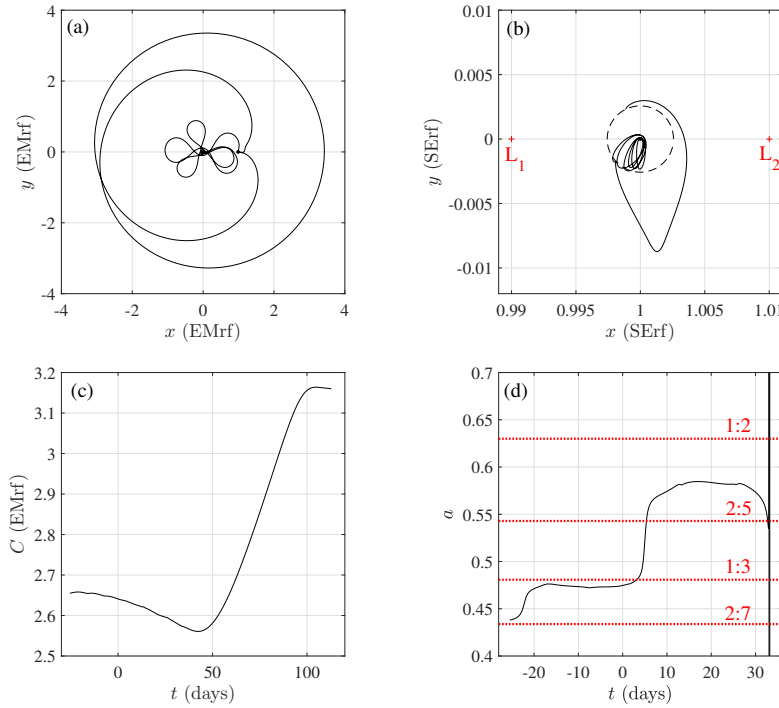 (a)
4
2
0
-2
-4
y (EMrf)
-4 -2 0 2 4
x (EMrf)
(b)
0.01
0.005
0
-0.005
-0.01
y (SErf)
L1
L2
0.99 0.995 1 1.005 1.01
x (SErf)
(c)
3.2
3.1
3
2.9
2.8
2.7
2.6
2.5
C (EMrf)
0 50 100
t (days)
(d)
0.7
0.65
0.6
0.55
0.5
0.45
0.4
a
1:2
2:5
1:3
2:7
-20 -10 0 10 20 30
t (days)